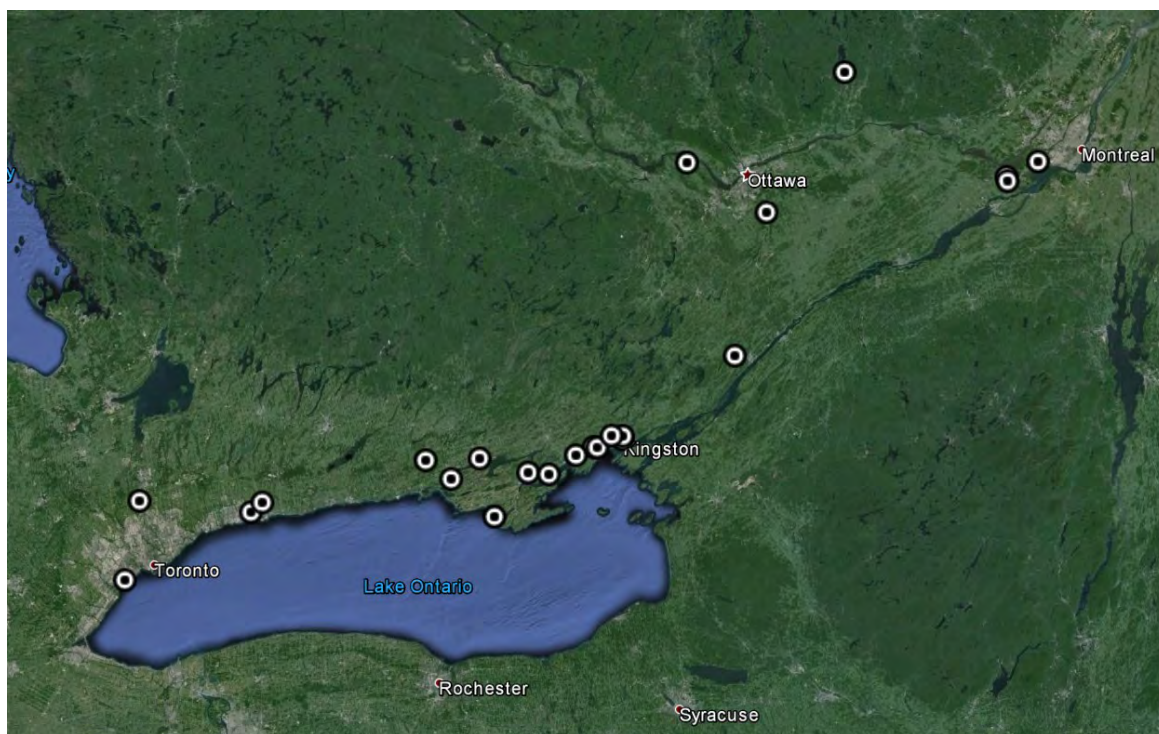 Montreal
y
Ottawa
Kingston
Toronto
Lake Ontario
Rochester
Syracuse